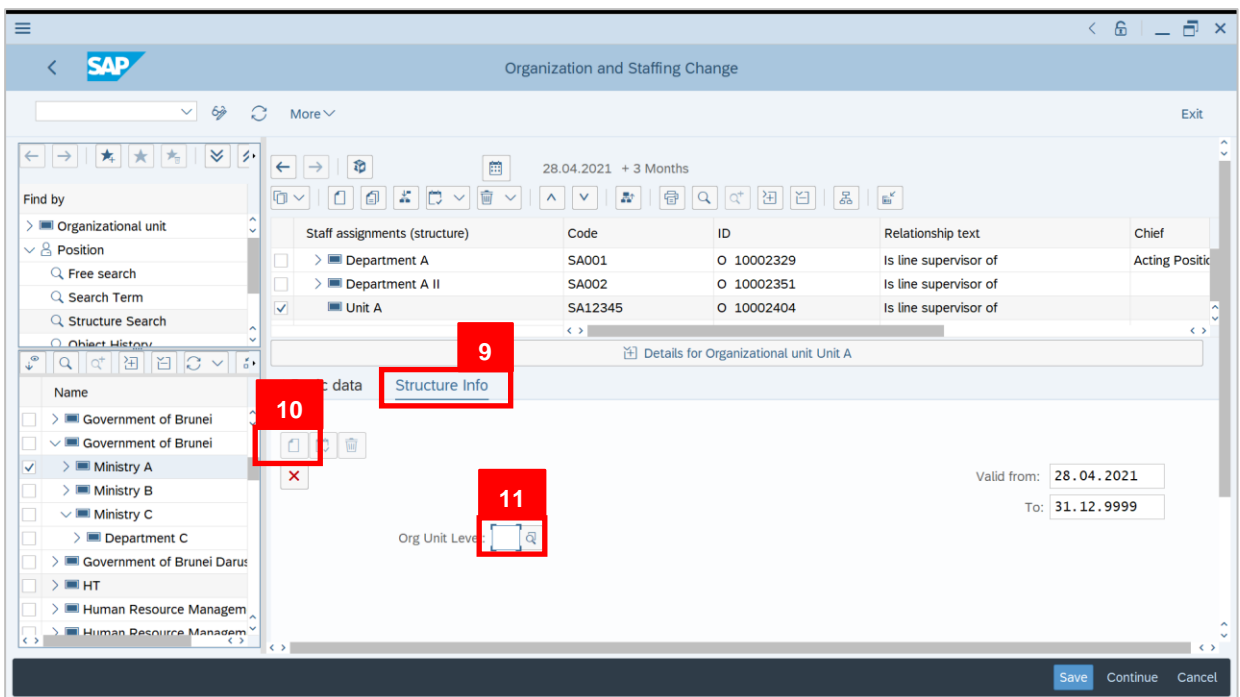 SAP
Organization and Staffing Change
More
Exit
28.04.2021 + 3 Months
Find by
Organizational unit
Position
Free search
Search Term
Structure Search
Object History
Staff assignments (structure) Code ID Relationship text Chief
Department A SA001 O 10002329 Is line supervisor of Acting Positic
Department A II SA002 O 10002351 Is line supervisor of
Unit A SA12345 O 10002404 Is line supervisor of
Details for Organizational unit Unit A
9
c data
Structure Info
Name
Government of Brunei
Government of Brunei
Ministry A
Ministry B
Ministry C
Department C
Government of Brunei Darus
HT
Human Resource Managem
Human Resource Managem
10
Valid from: 28.04.2021
To: 31.12.9999
11
Org Unit Level:
Save Continue Cancel